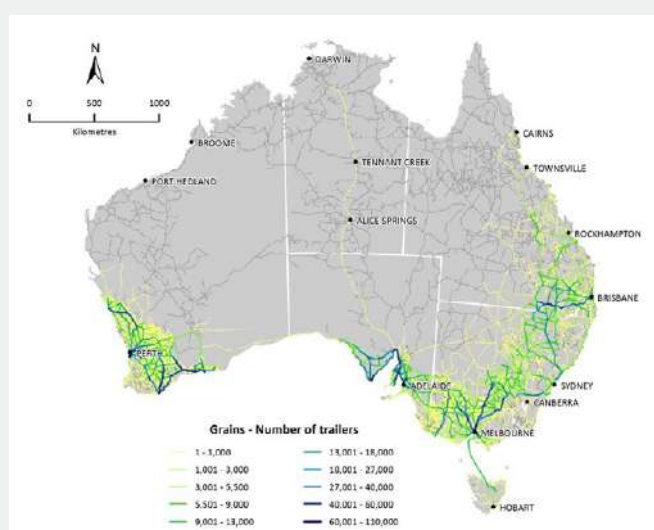 N
DARWIN
0 500 1000
Kilometres
CAIRNS
BROOME
TENNANT CREEK
TOWNSVILLE
PORT HEDLAND
ALICE SPRINGS
ROCKHAMPTON
BRISBANE
PERTH
ADELAIDE
SYDNEY
CANBERRA
Grains - Number of trailers
MELBOURNE
1 - 1,000
1,001 - 3,000
3,001 - 5,500
5,501 - 9,000
9,001 - 13,000
13,001 - 18,000
18,001 - 27,000
27,001 - 40,000
40,001 - 60,000
60,001 - 110,000
HOBART